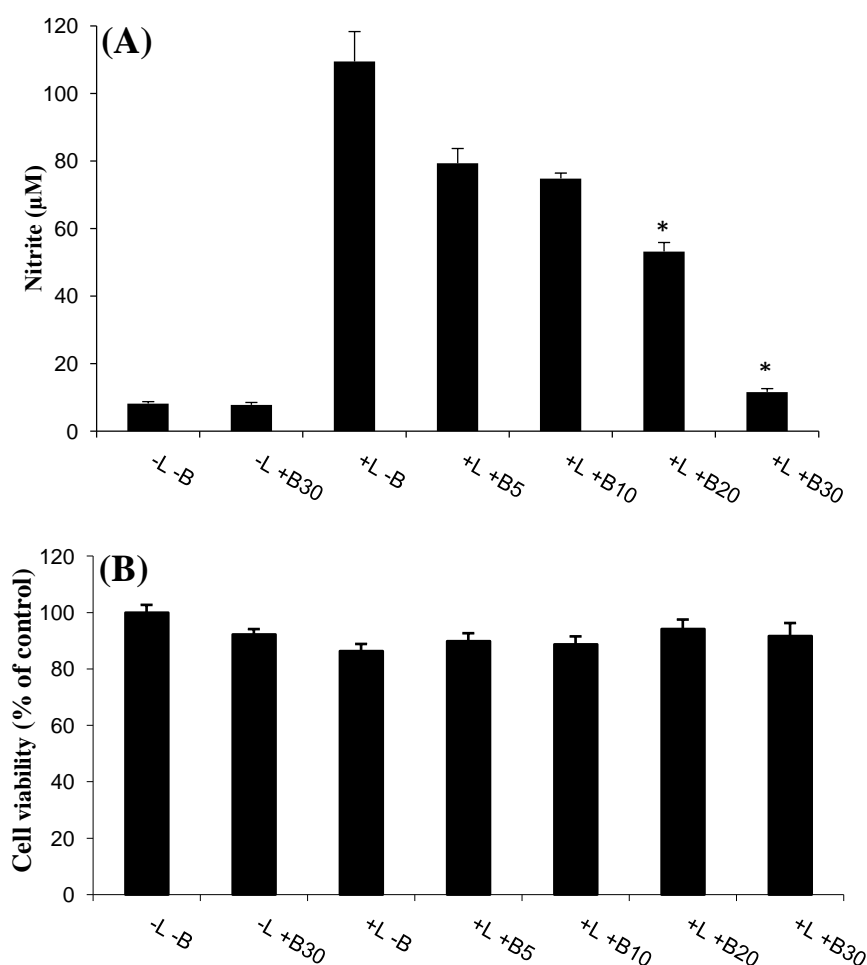 (A)
Nitrite (µM)
120
100
80
60
40
20
0
*
*
-L -B
-L +B30
+L -B
+L +B5
+L +B10
+L +B20
+L +B30
(B)
Cell viability (% of control)
120
100
80
60
40
20
0
-L -B
-L +B30
+L -B
+L +B5
+L +B10
+L +B20
+L +B30